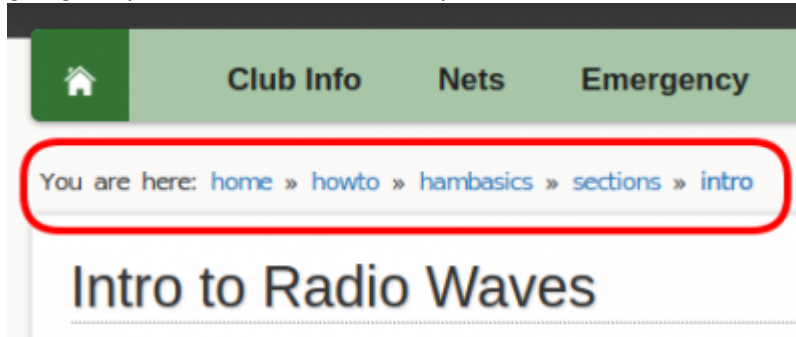 Club Info Nets Emergency
You are here: home » howto » hambasics » sections » intro
Intro to Radio Waves